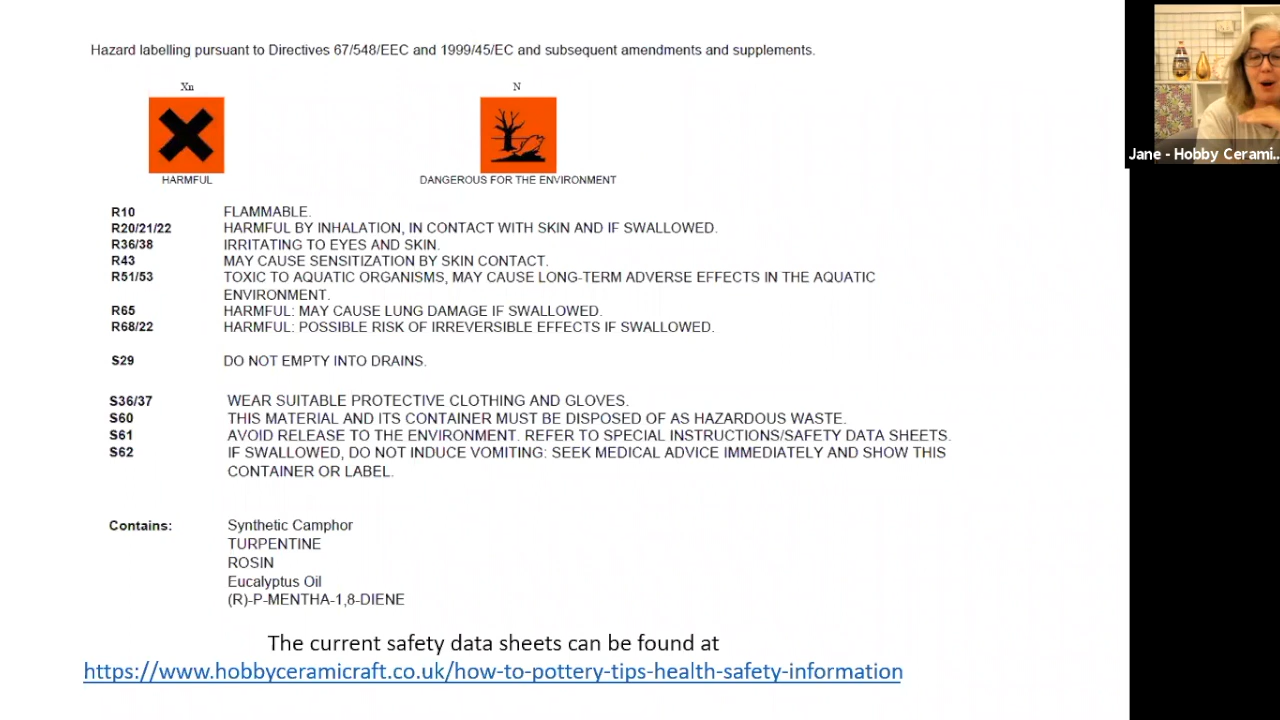 Hazard labelling pursuant to Directives 67/548/EEC and 1999/45/EC and subsequent amendments and supplements.
Xn N
HARMFUL DANGEROUS FOR THE ENVIRONMENT
R10 FLAMMABLE.
R20/21/22 HARMFUL BY INHALATION, IN CONTACT WITH SKIN AND IF SWALLOWED.
R36/38 IRRITATING TO EYES AND SKIN.
R43 MAY CAUSE SENSITIZATION BY SKIN CONTACT.
R51/53 TOXIC TO AQUATIC ORGANISMS, MAY CAUSE LONG-TERM ADVERSE EFFECTS IN THE AQUATIC
ENVIRONMENT.
R65 HARMFUL: MAY CAUSE LUNG DAMAGE IF SWALLOWED.
R68/22 HARMFUL: POSSIBLE RISK OF IRREVERSIBLE EFFECTS IF SWALLOWED.
S29 DO NOT EMPTY INTO DRAINS.
S36/37 WEAR SUITABLE PROTECTIVE CLOTHING AND GLOVES.
S60 THIS MATERIAL AND ITS CONTAINER MUST BE DISPOSED OF AS HAZARDOUS WASTE.
S61 AVOID RELEASE TO THE ENVIRONMENT. REFER TO SPECIAL INSTRUCTIONS/SAFETY DATA SHEETS.
S62 IF SWALLOWED, DO NOT INDUCE VOMITING: SEEK MEDICAL ADVICE IMMEDIATELY AND SHOW THIS
CONTAINER OR LABEL.
Contains: Synthetic Camphor
TURPENTINE
ROSIN
Eucalyptus Oil
(R)-P-MENTHA-1,8-DIENE
The current safety data sheets can be found at
https://www.hobbyceramicraft.co.uk/how-to-pottery-tips-health-safety-information
Jane - Hobby Cerami...